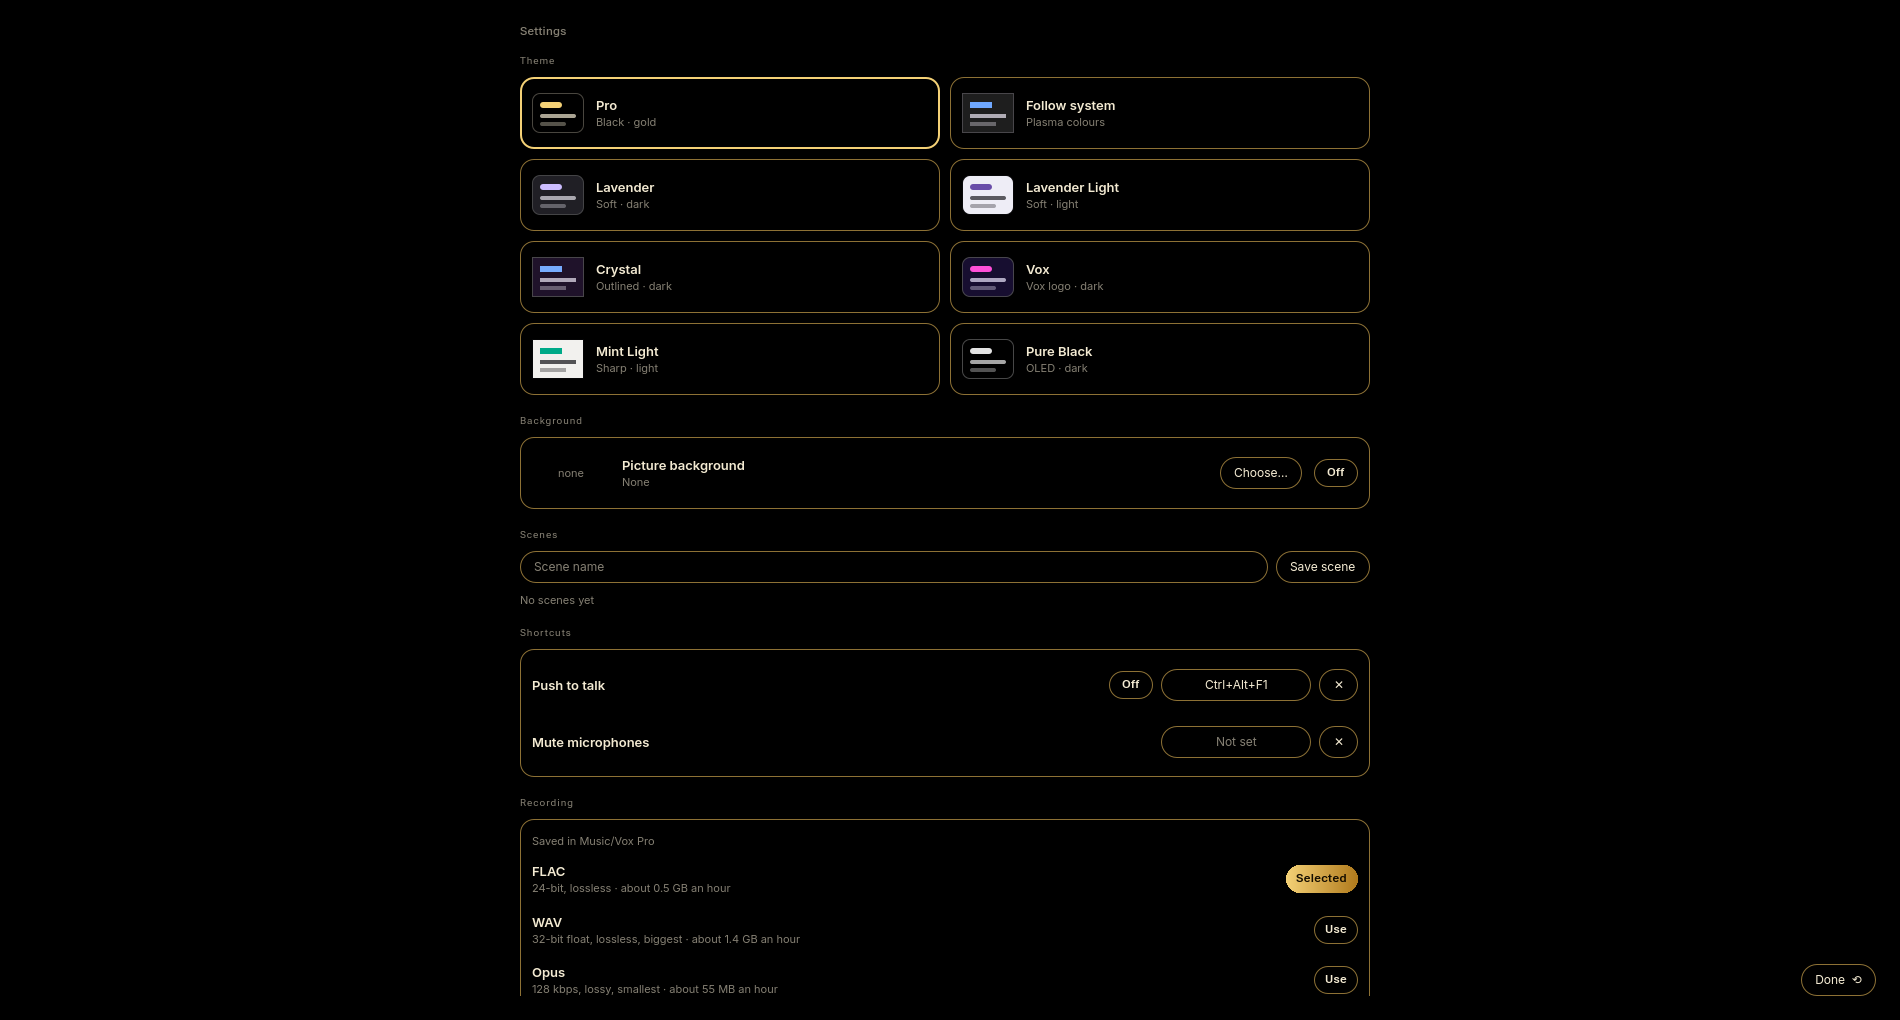 Settings
Theme
Pro
Black · gold
Follow system
Plasma colours
Lavender
Soft · dark
Lavender Light
Soft · light
Crystal
Outlined · dark
Vox
Vox logo · dark
Mint Light
Sharp · light
Pure Black
OLED · dark
Background
none
Picture background
None
Choose...
Off
Scenes
Scene name
Save scene
No scenes yet
Shortcuts
Push to talk
Off
Ctrl+Alt+F1
✕
Mute microphones
Not set
✕
Recording
Saved in Music/Vox Pro
FLAC
24-bit, lossless · about 0.5 GB an hour
Selected
WAV
32-bit float, lossless, biggest · about 1.4 GB an hour
Use
Opus
128 kbps, lossy, smallest · about 55 MB an hour
Use
Done ⟲